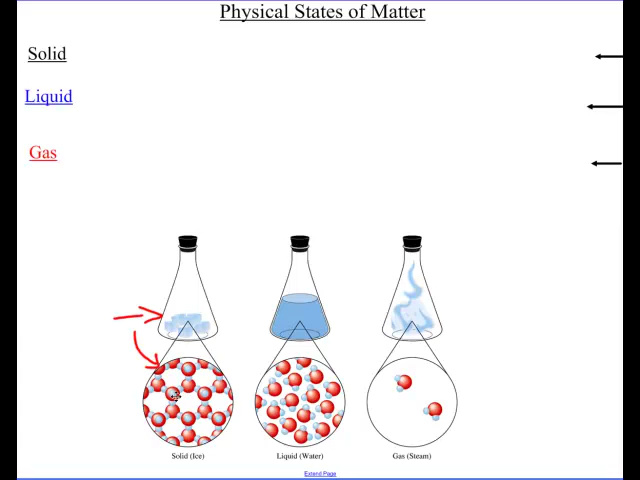 Physical States of Matter
Solid
Liquid
Gas
Solid (Ice)
Liquid (Water)
Gas (Steam)
Extend Page